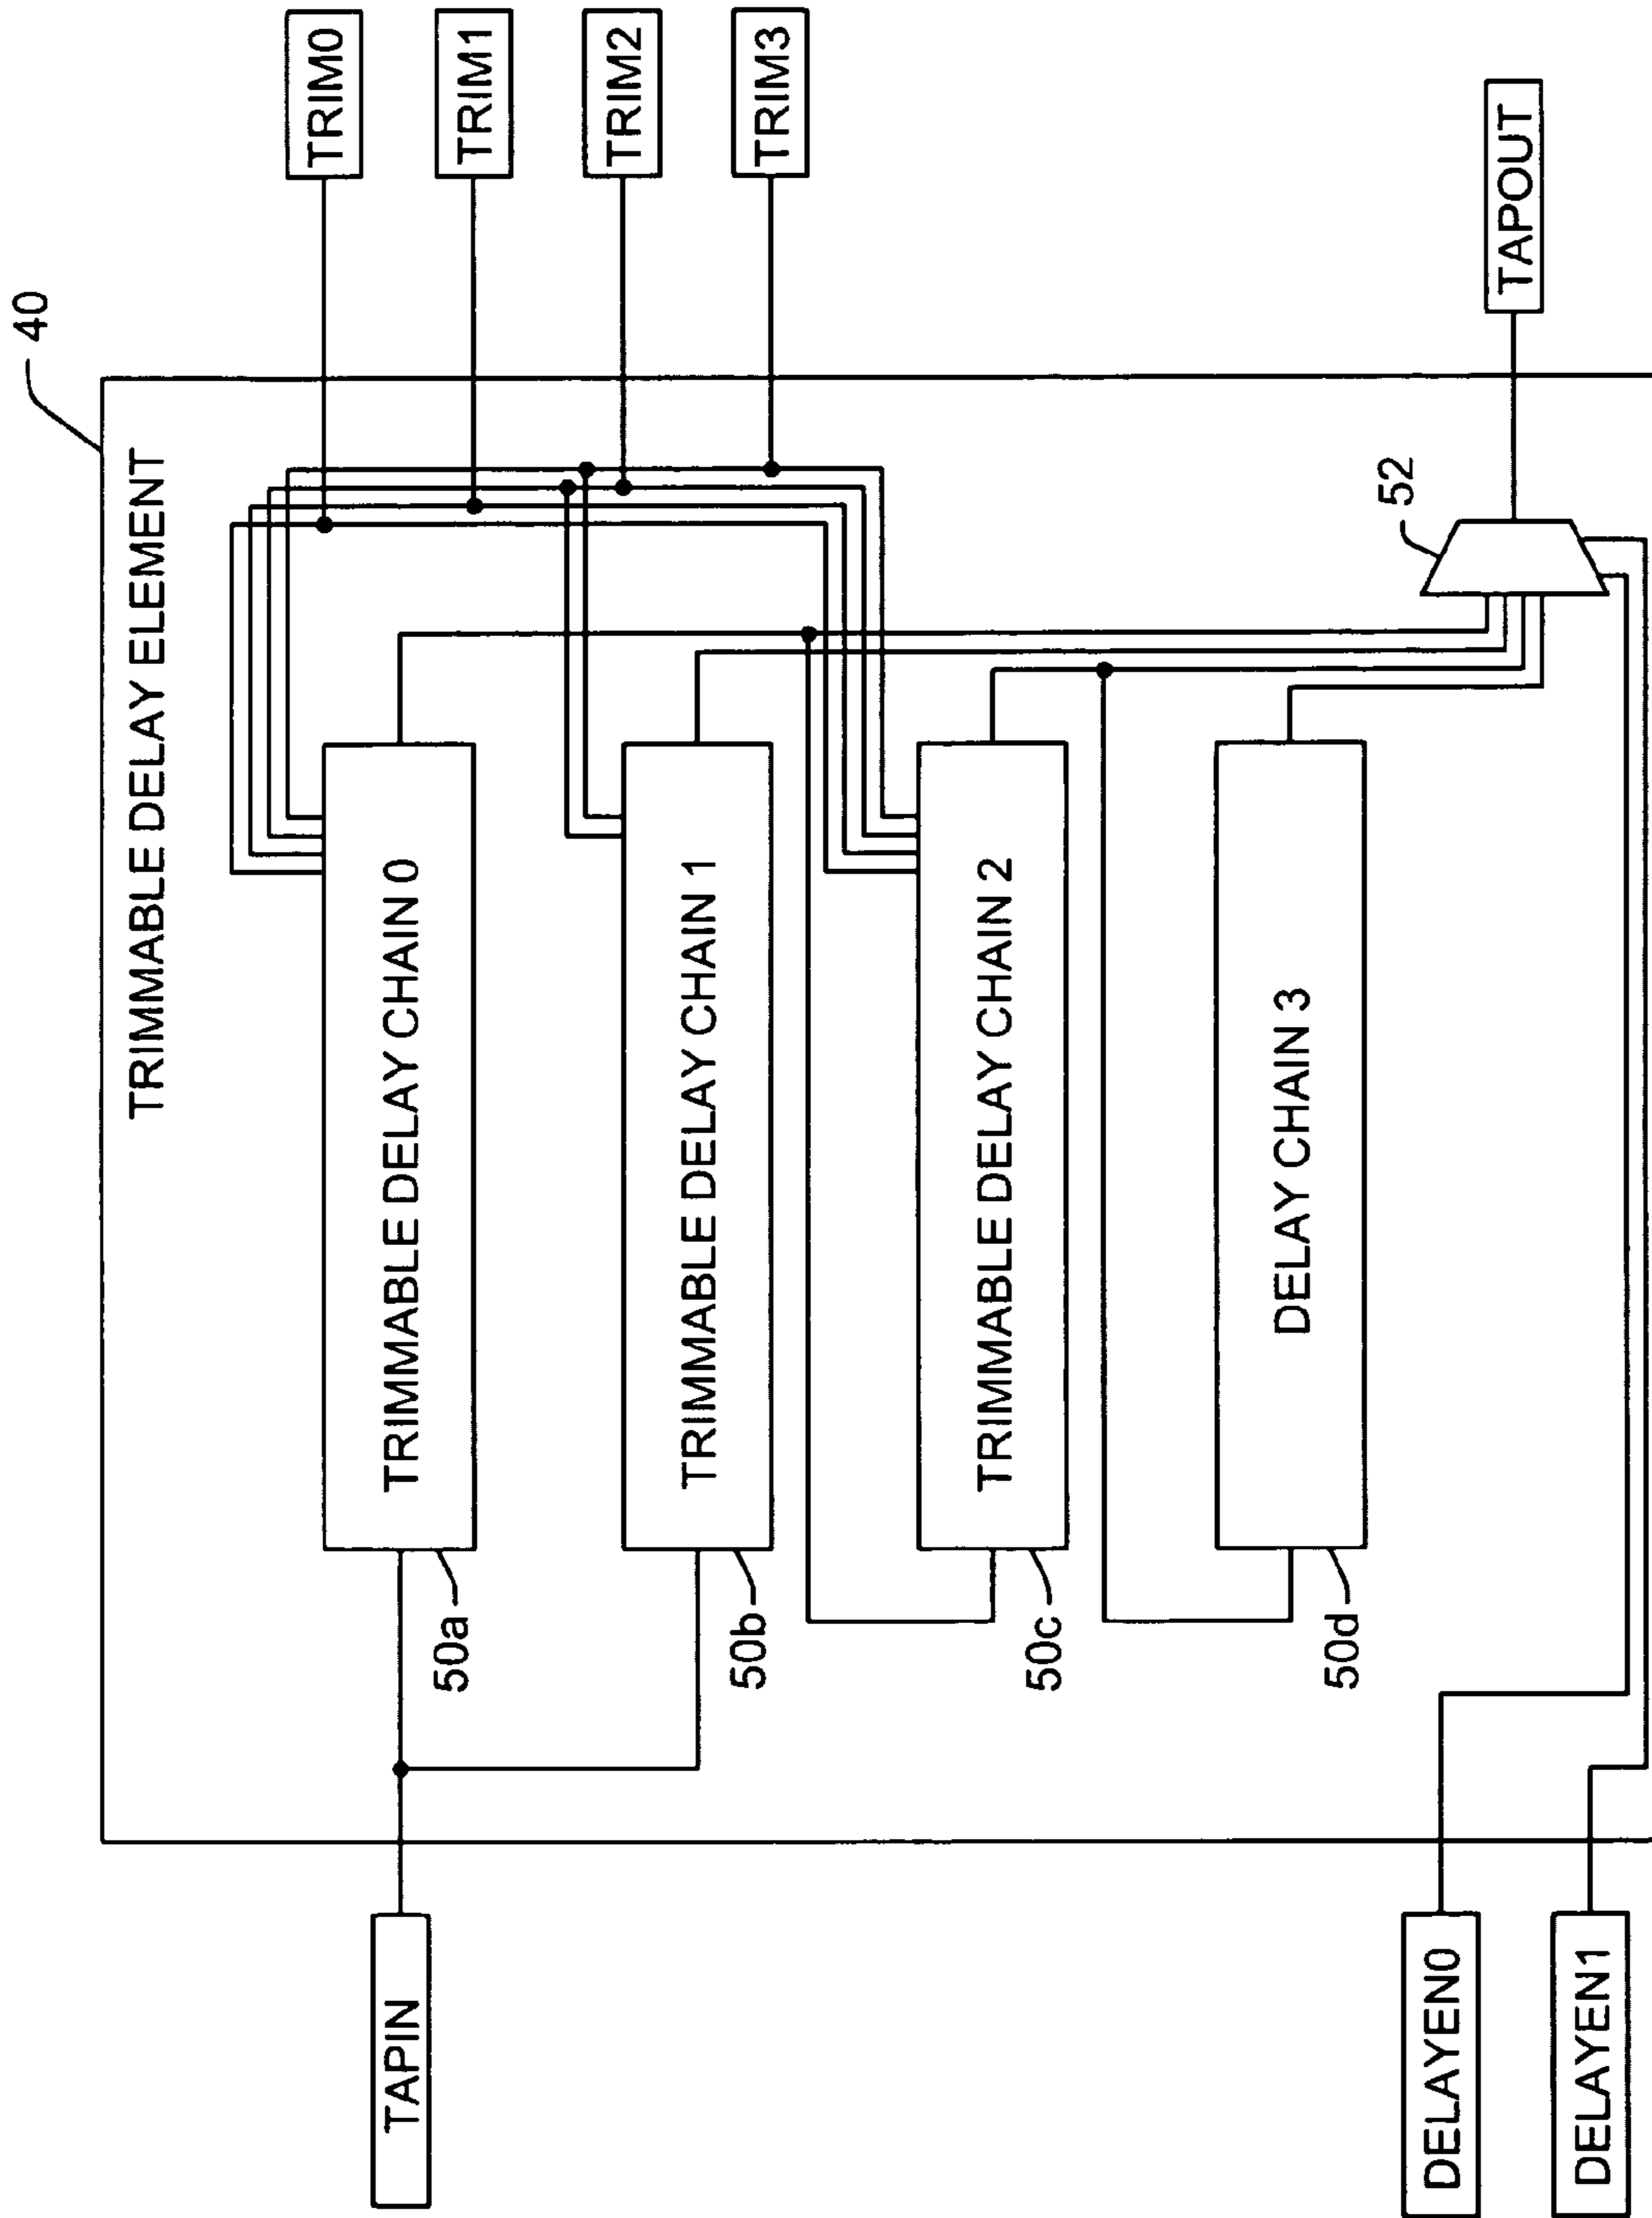 40
TRIMMABLE DELAY ELEMENT
TRIM0
TRIM1
TRIM2
TRIM3
TAPIN
TRIMMABLE DELAY CHAIN 0
50a
TRIMMABLE DELAY CHAIN 1
50b
TRIMMABLE DELAY CHAIN 2
50c
DELAY CHAIN 3
50d
52
TAPOUT
DELAYEN0
DELAYEN1